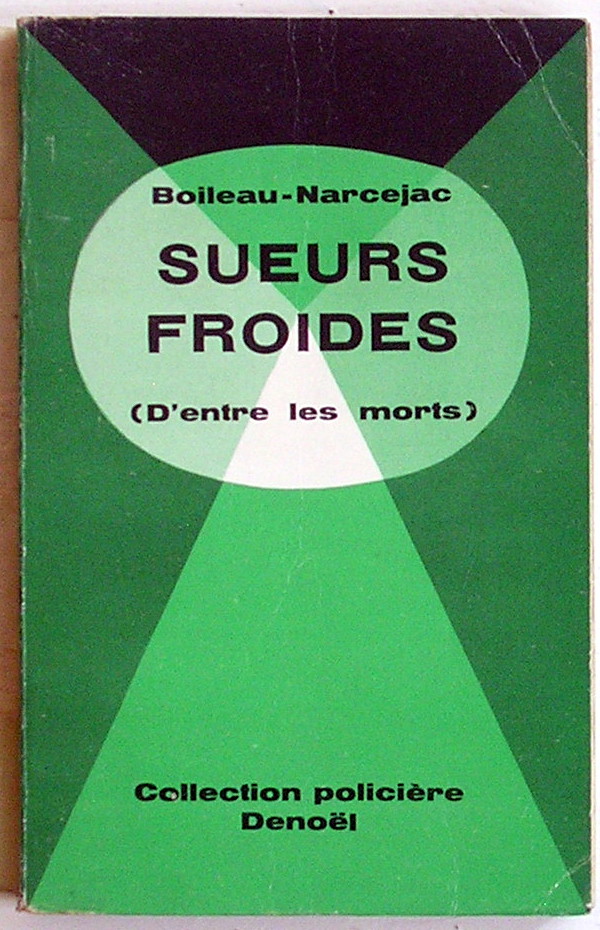 Boileau-Narcejac
SUEURS
FROIDES
(D'entre les morts)
Collection policière
Denoël